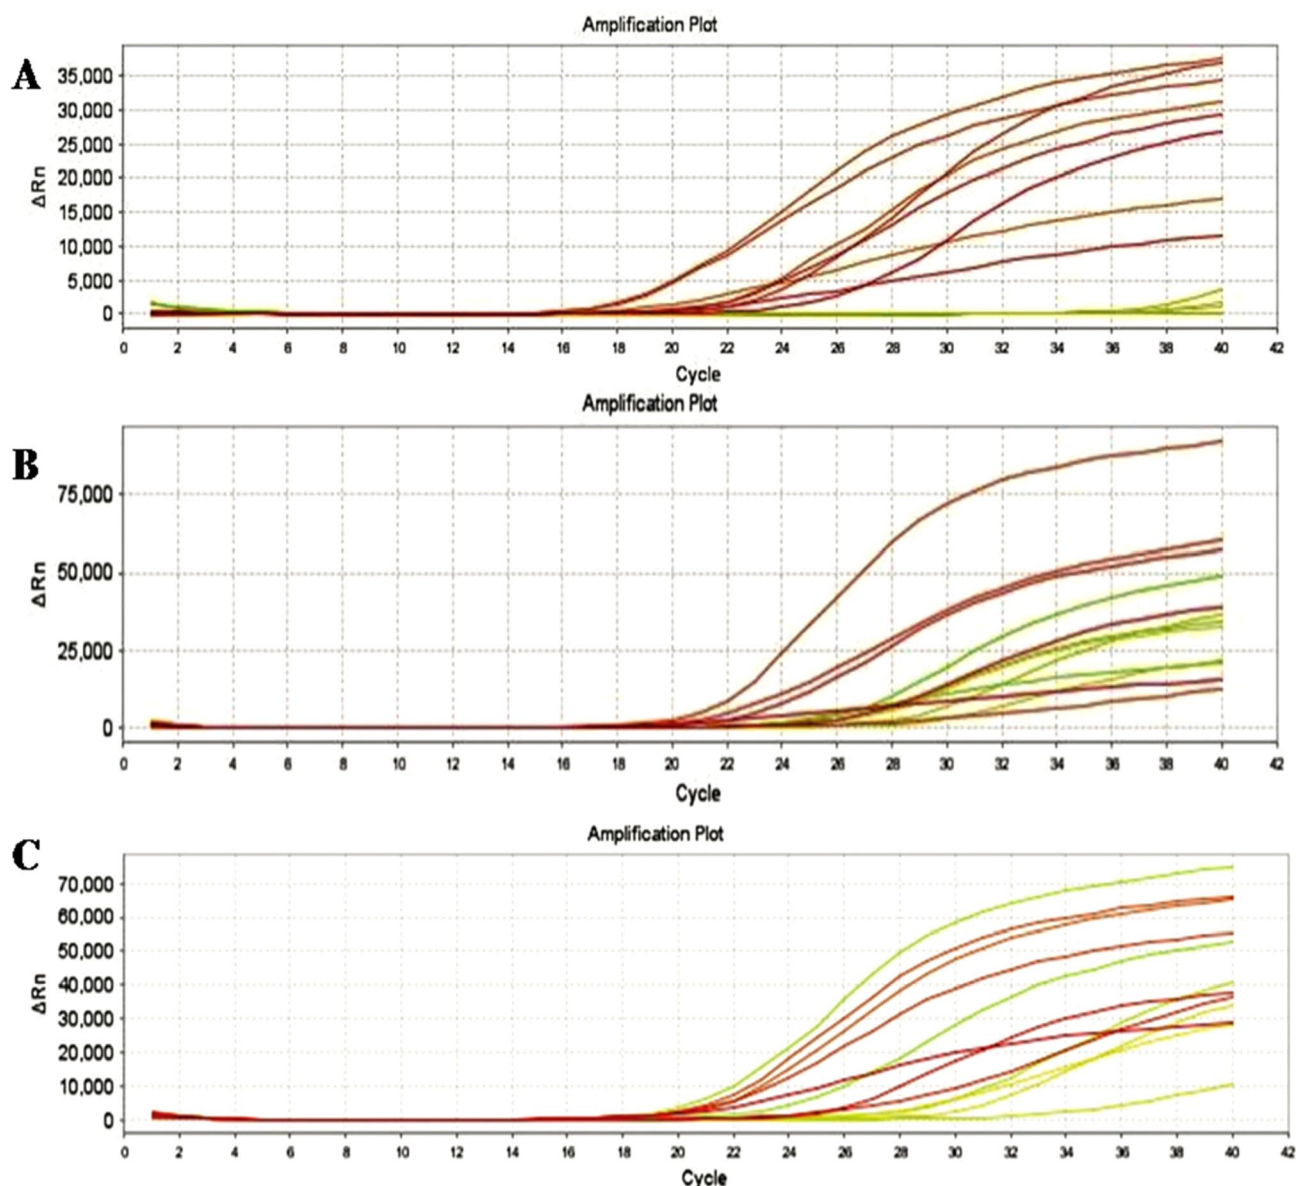 Amplification Plot
A
35,000
30,000
25,000
20,000
15,000
10,000
5,000
0
ΔRn
0 2 4 6 8 10 12 14 16 18 20 22 24 26 28 30 32 34 36 38 40 42
Cycle
Amplification Plot
B
75,000
50,000
25,000
0
ΔRn
0 2 4 6 8 10 12 14 16 18 20 22 24 26 28 30 32 34 36 38 40 42
Cycle
Amplification Plot
C
70,000
60,000
50,000
40,000
30,000
20,000
10,000
0
ΔRn
0 2 4 6 8 10 12 14 16 18 20 22 24 26 28 30 32 34 36 38 40 42
Cycle